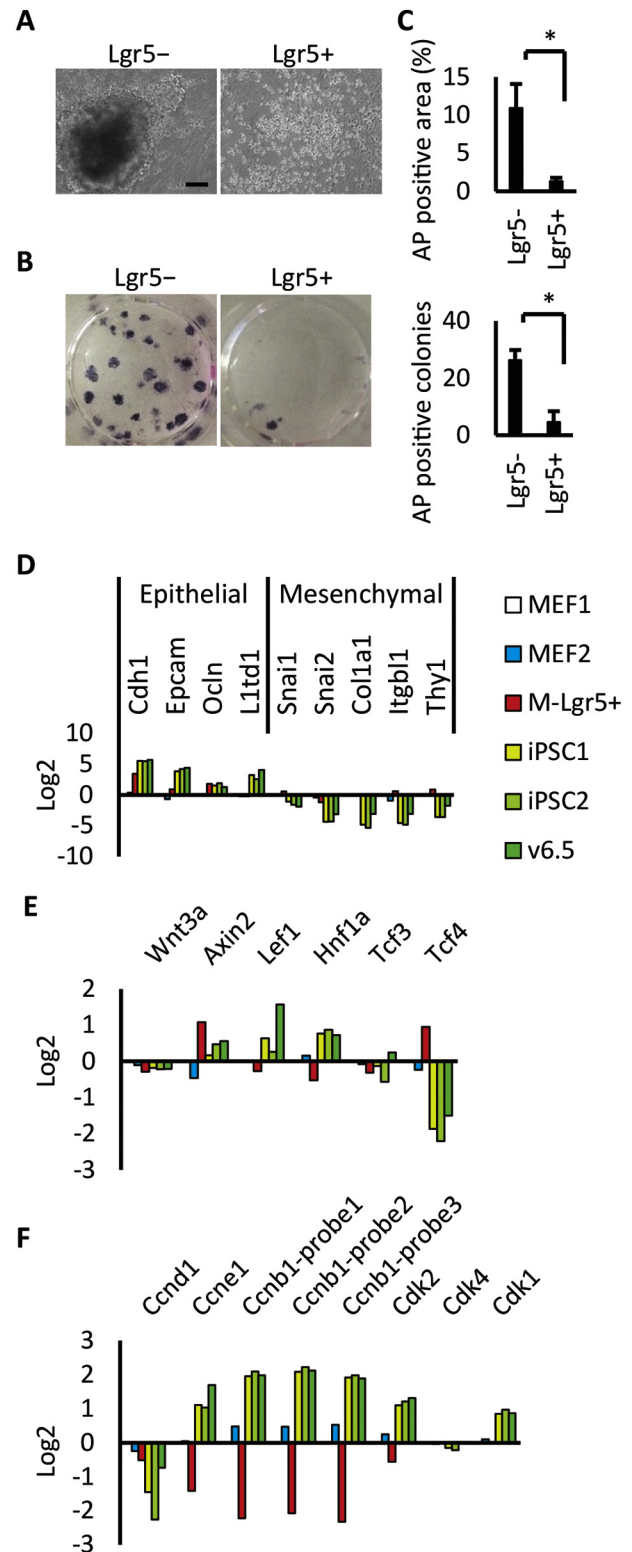 A
Lgr5– Lgr5+
B
Lgr5– Lgr5+
C
AP positive area (%)
15
10
5
0
Lgr5-
Lgr5+
*
AP positive colonies
40
20
0
Lgr5-
Lgr5+
*
D
Epithelial Mesenchymal
Cdh1
Epcam
Ocln
L1td1
Snai1
Snai2
Col1a1
Itgbl1
Thy1
Log2
10
5
0
-5
-10
MEF1
MEF2
M-Lgr5+
iPSC1
iPSC2
v6.5
E
Wnt3a
Axin2
Lef1
Hnf1a
Tcf3
Tcf4
Log2
2
1
0
-1
-2
-3
F
Ccnd1
Ccne1
Ccnb1-probe1
Ccnb1-probe2
Ccnb1-probe3
Cdk2
Cdk4
Cdk1
Log2
3
2
1
0
-1
-2
-3